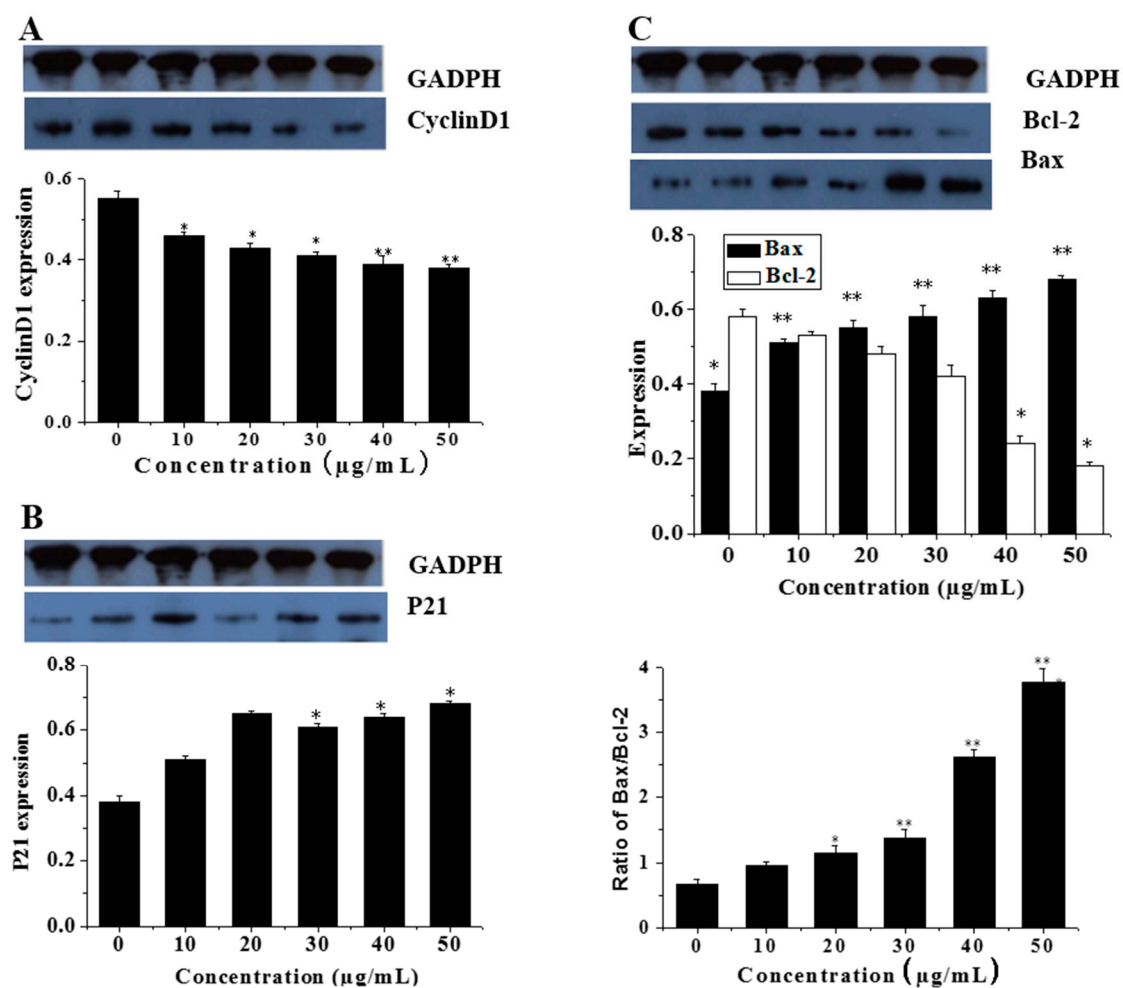 A
GADPH
CyclinD1
0.6
0.4
0.2
0.0
CyclinD1 expression
*
*
*
**
**
0 10 20 30 40 50
Concentration (μg/mL)
B
GADPH
P21
0.8
0.6
0.4
0.2
0.0
P21 expression
*
*
*
0 10 20 30 40 50
Concentration (μg/mL)
C
GADPH
Bcl-2
Bax
0.8
0.6
0.4
0.2
0.0
Expression
Bax
Bcl-2
*
**
**
**
**
*
**
*
0 10 20 30 40 50
Concentration (μg/mL)
4
3
2
1
0
Ratio of Bax/Bcl-2
*
**
**
**
*
0 10 20 30 40 50
Concentration (μg/mL)